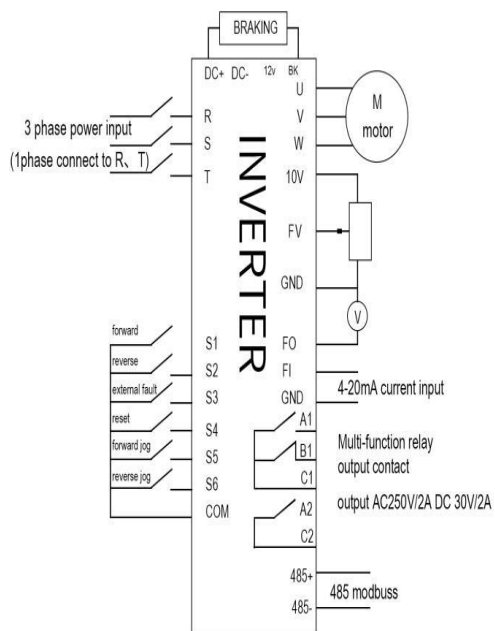 BRAKING
DC+ DC- 12v BK
U
V
W
M
motor
R
S
T
3 phase power input
(1phase connect to R、T)
10V
FV
GND
V
FO
FI
GND
4-20mA current input
INVERTER
forward
S1
reverse
S2
external fault
S3
reset
S4
forward jog
S5
reverse jog
S6
COM
A1
B1
C1
Multi-function relay
output contact
A2
C2
output AC250V/2A DC 30V/2A
485+
485-
485 modbuss